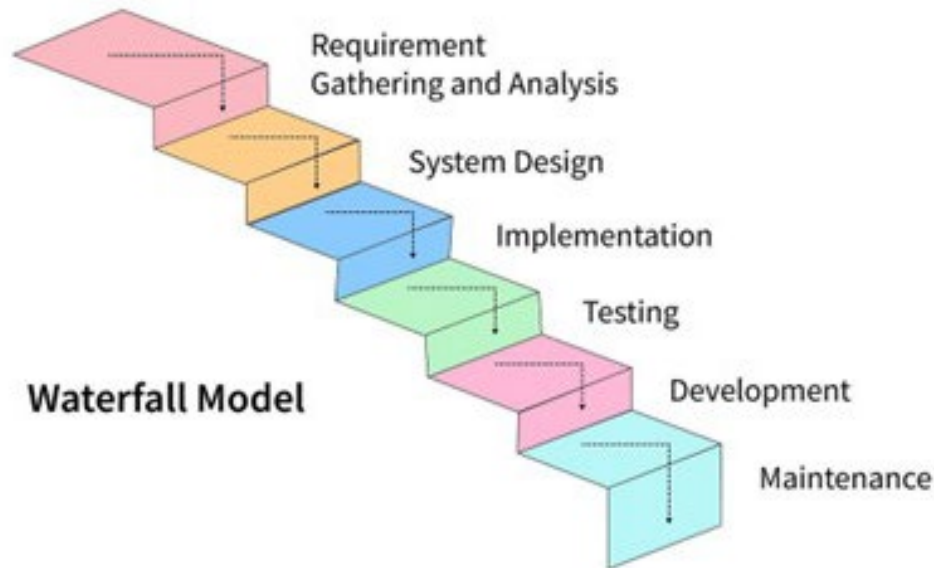 Requirement
Gathering and Analysis
System Design
Implementation
Testing
Development
Maintenance
Waterfall Model